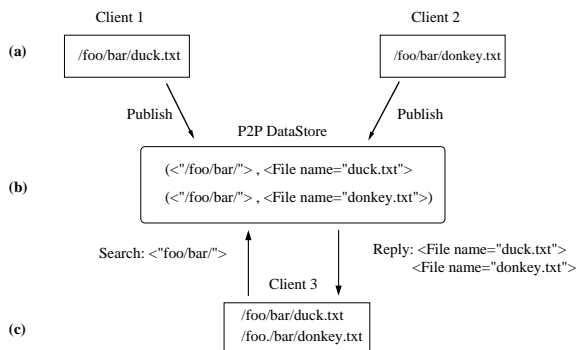 Client 1
Client 2
(a)
/foo/bar/duck.txt
/foo/bar/donkey.txt
Publish
Publish
P2P DataStore
(b)
(<"/foo/bar/"> , <File name="duck.txt">
(<"/foo/bar/"> , <File name="donkey.txt">)
Search: <"foo/bar/">
Reply: <File name="duck.txt">
<File name="donkey.txt">
Client 3
(c)
/foo/bar/duck.txt
/foo./bar/donkey.txt